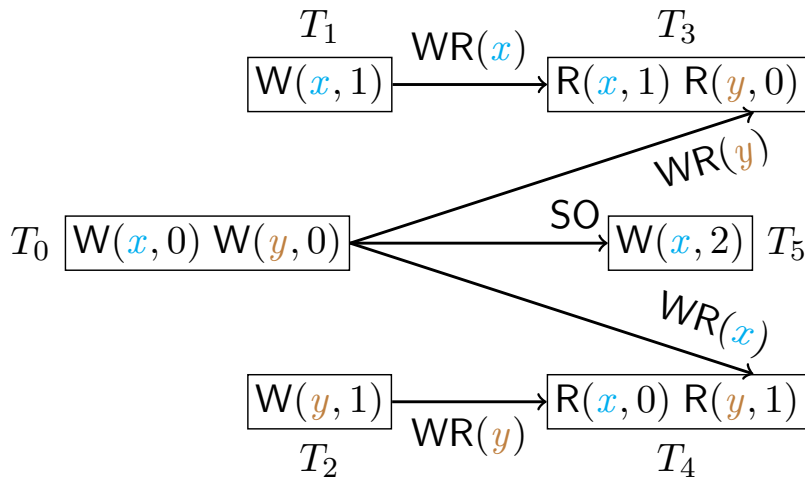 T₁ T₃
WR(x)
W(x, 1) R(x, 1) R(y, 0)
WR(y)
SO
T₀ W(x, 0) W(y, 0) W(x, 2) T₅
WR(x)
W(y, 1) R(x, 0) R(y, 1)
WR(y)
T₂ T₄